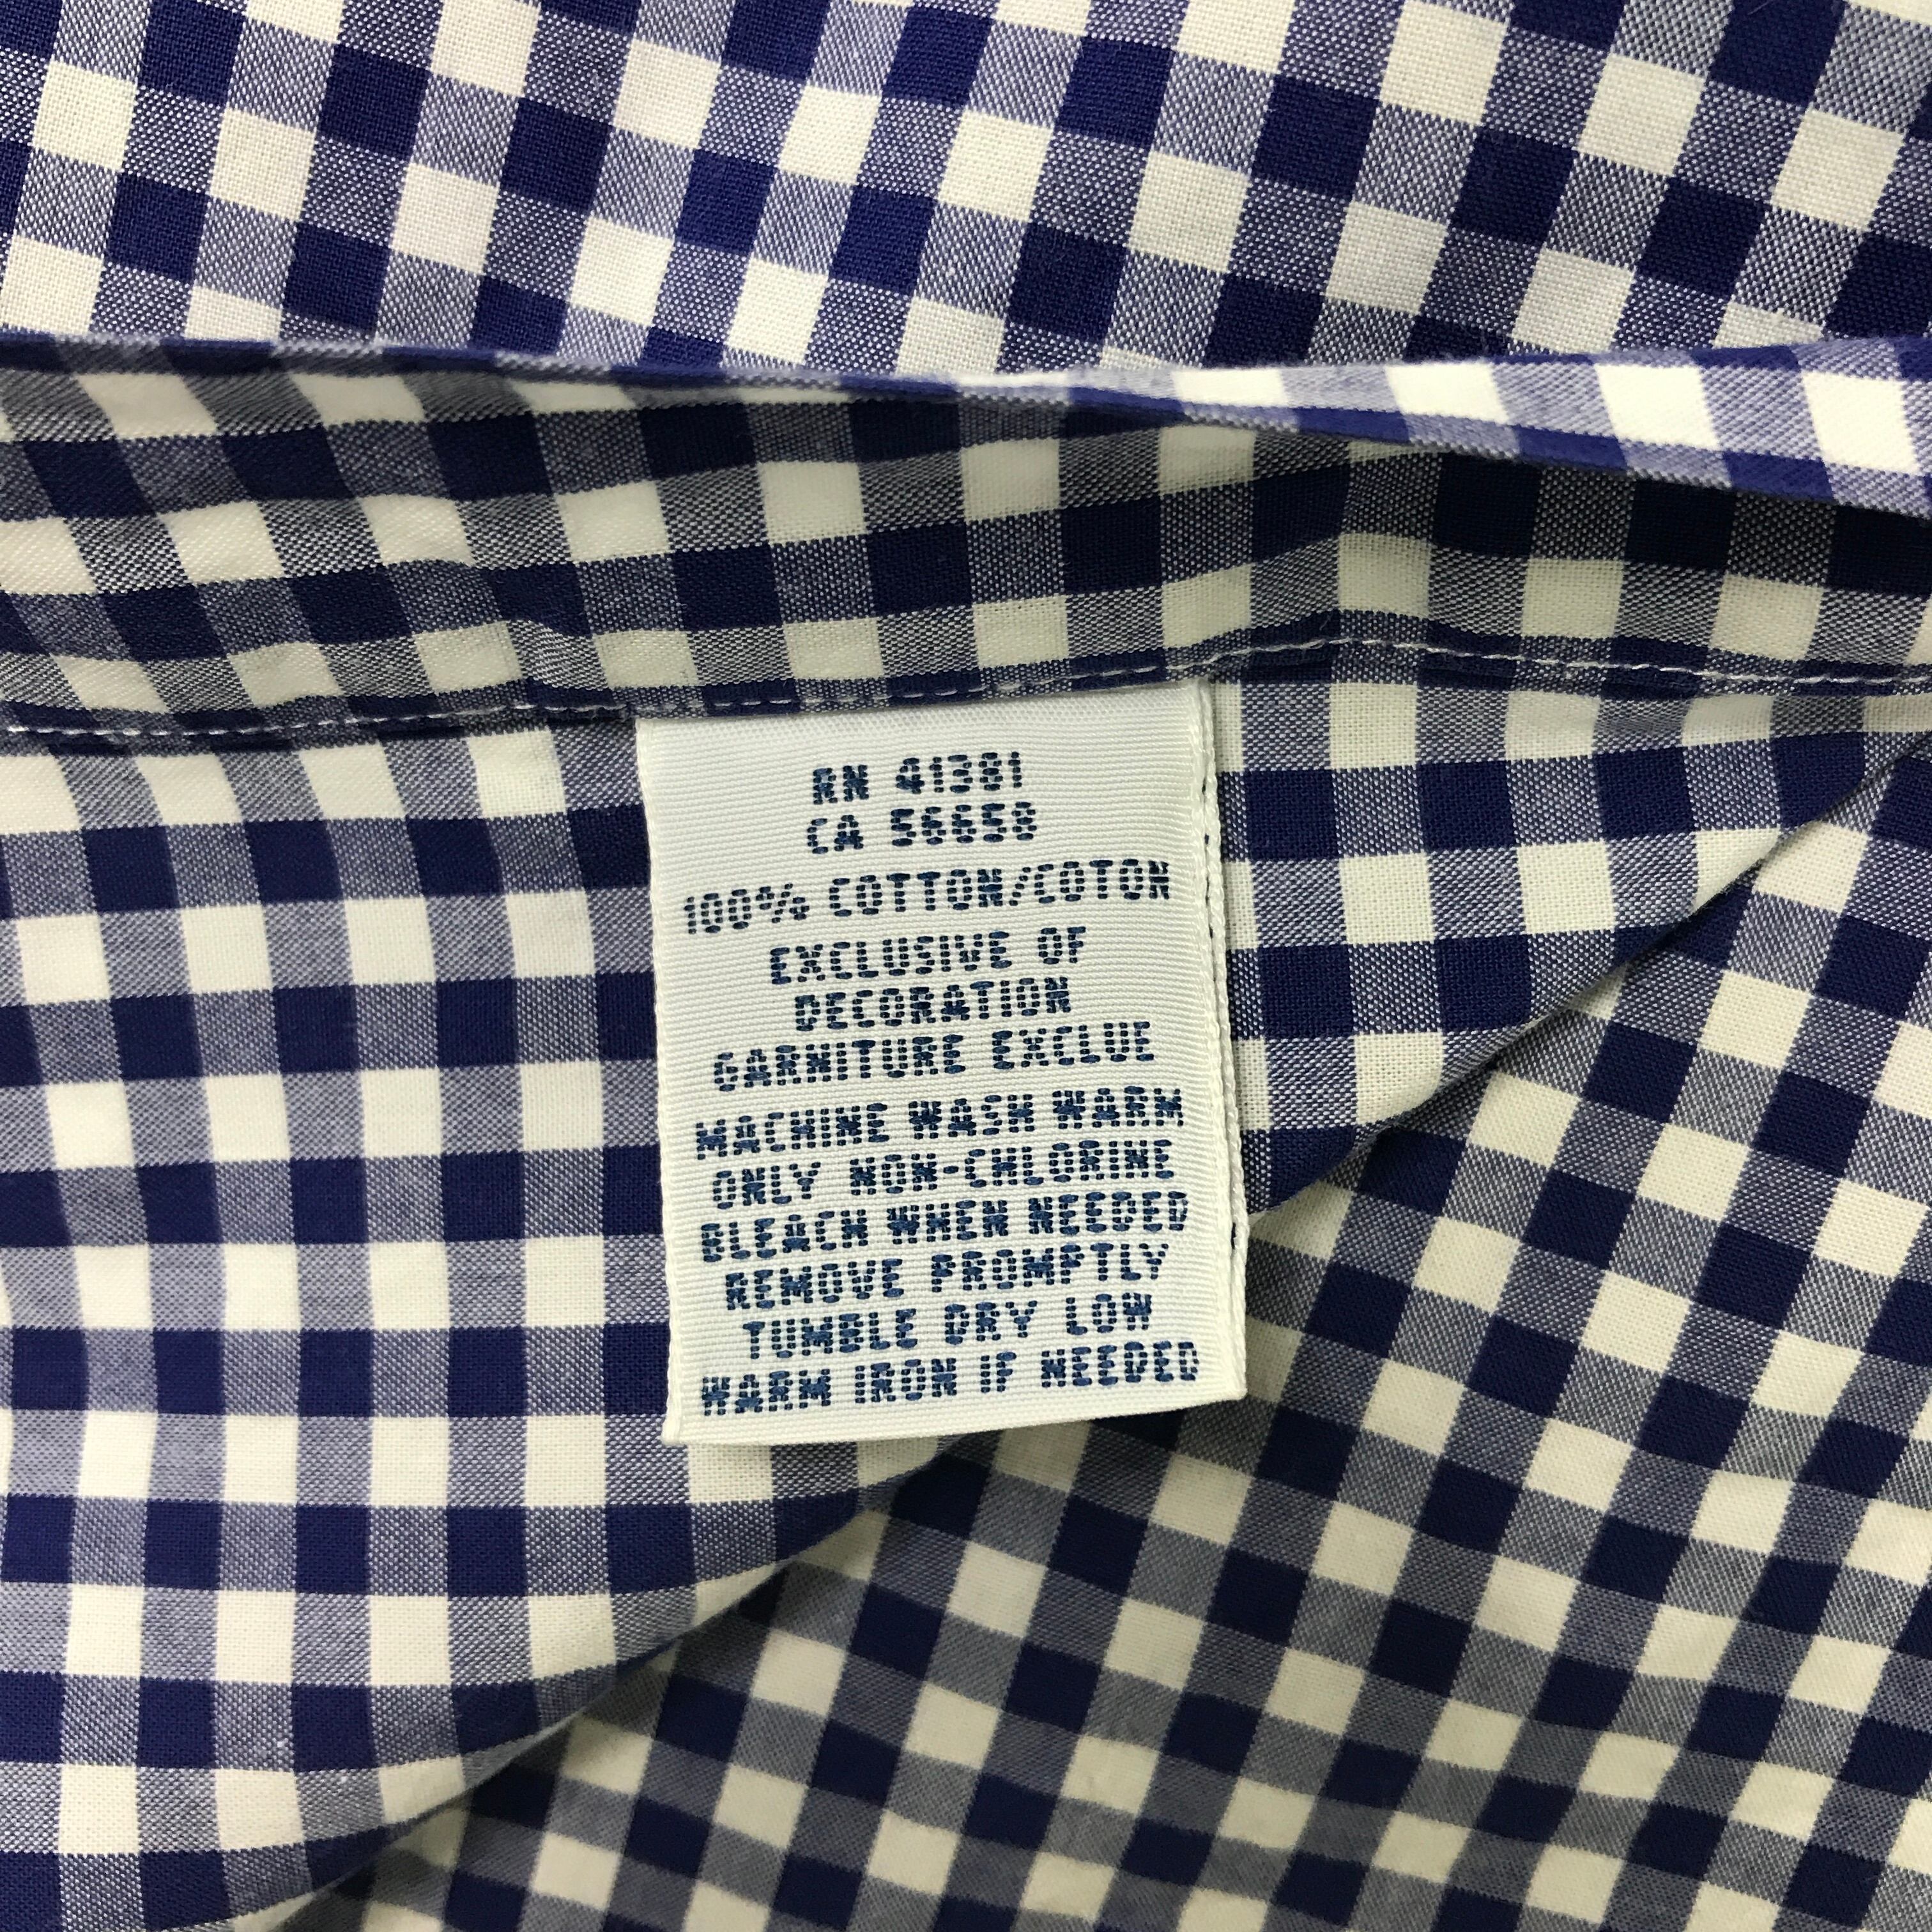 RN 41381
CA 56658
100% COTTON/COTON
EXCLUSIVE OF
DECORATION
GARNITURE EXCLUE
MACHINE WASH WARM
ONLY NON-CHLORINE
BLEACH WHEN NEEDED
REMOVE PROMPTLY
TUMBLE DRY LOW
WARM IRON IF NEEDED